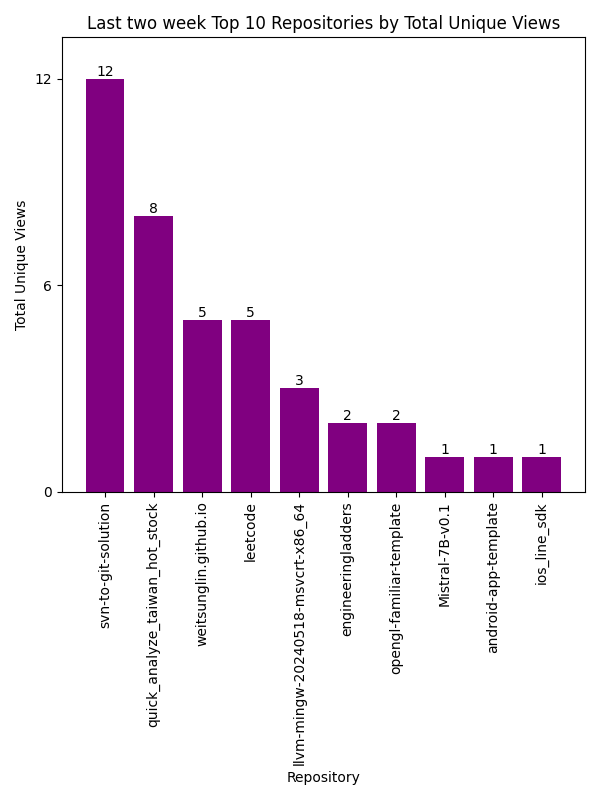 Last two week Top 10 Repositories by Total Unique Views
Total Unique Views
12
6
0
12
8
5
5
3
2
2
1
1
1
svn-to-git-solution
quick_analyze_taiwan_hot_stock
weitsunglin.github.io
leetcode
llvm-mingw-20240518-msvcrt-x86_64
engineeringladders
opengl-familiar-template
Mistral-7B-v0.1
android-app-template
ios_line_sdk
Repository